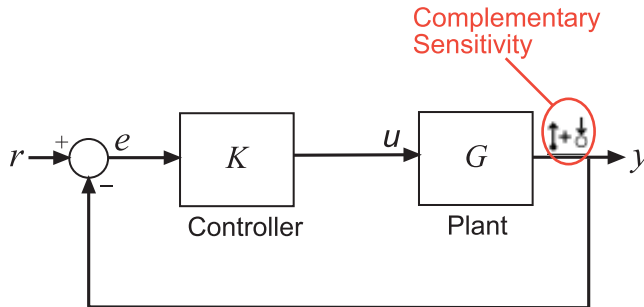 Complementary
Sensitivity
r
+
e
K
u
G
+
y
−
Controller
Plant